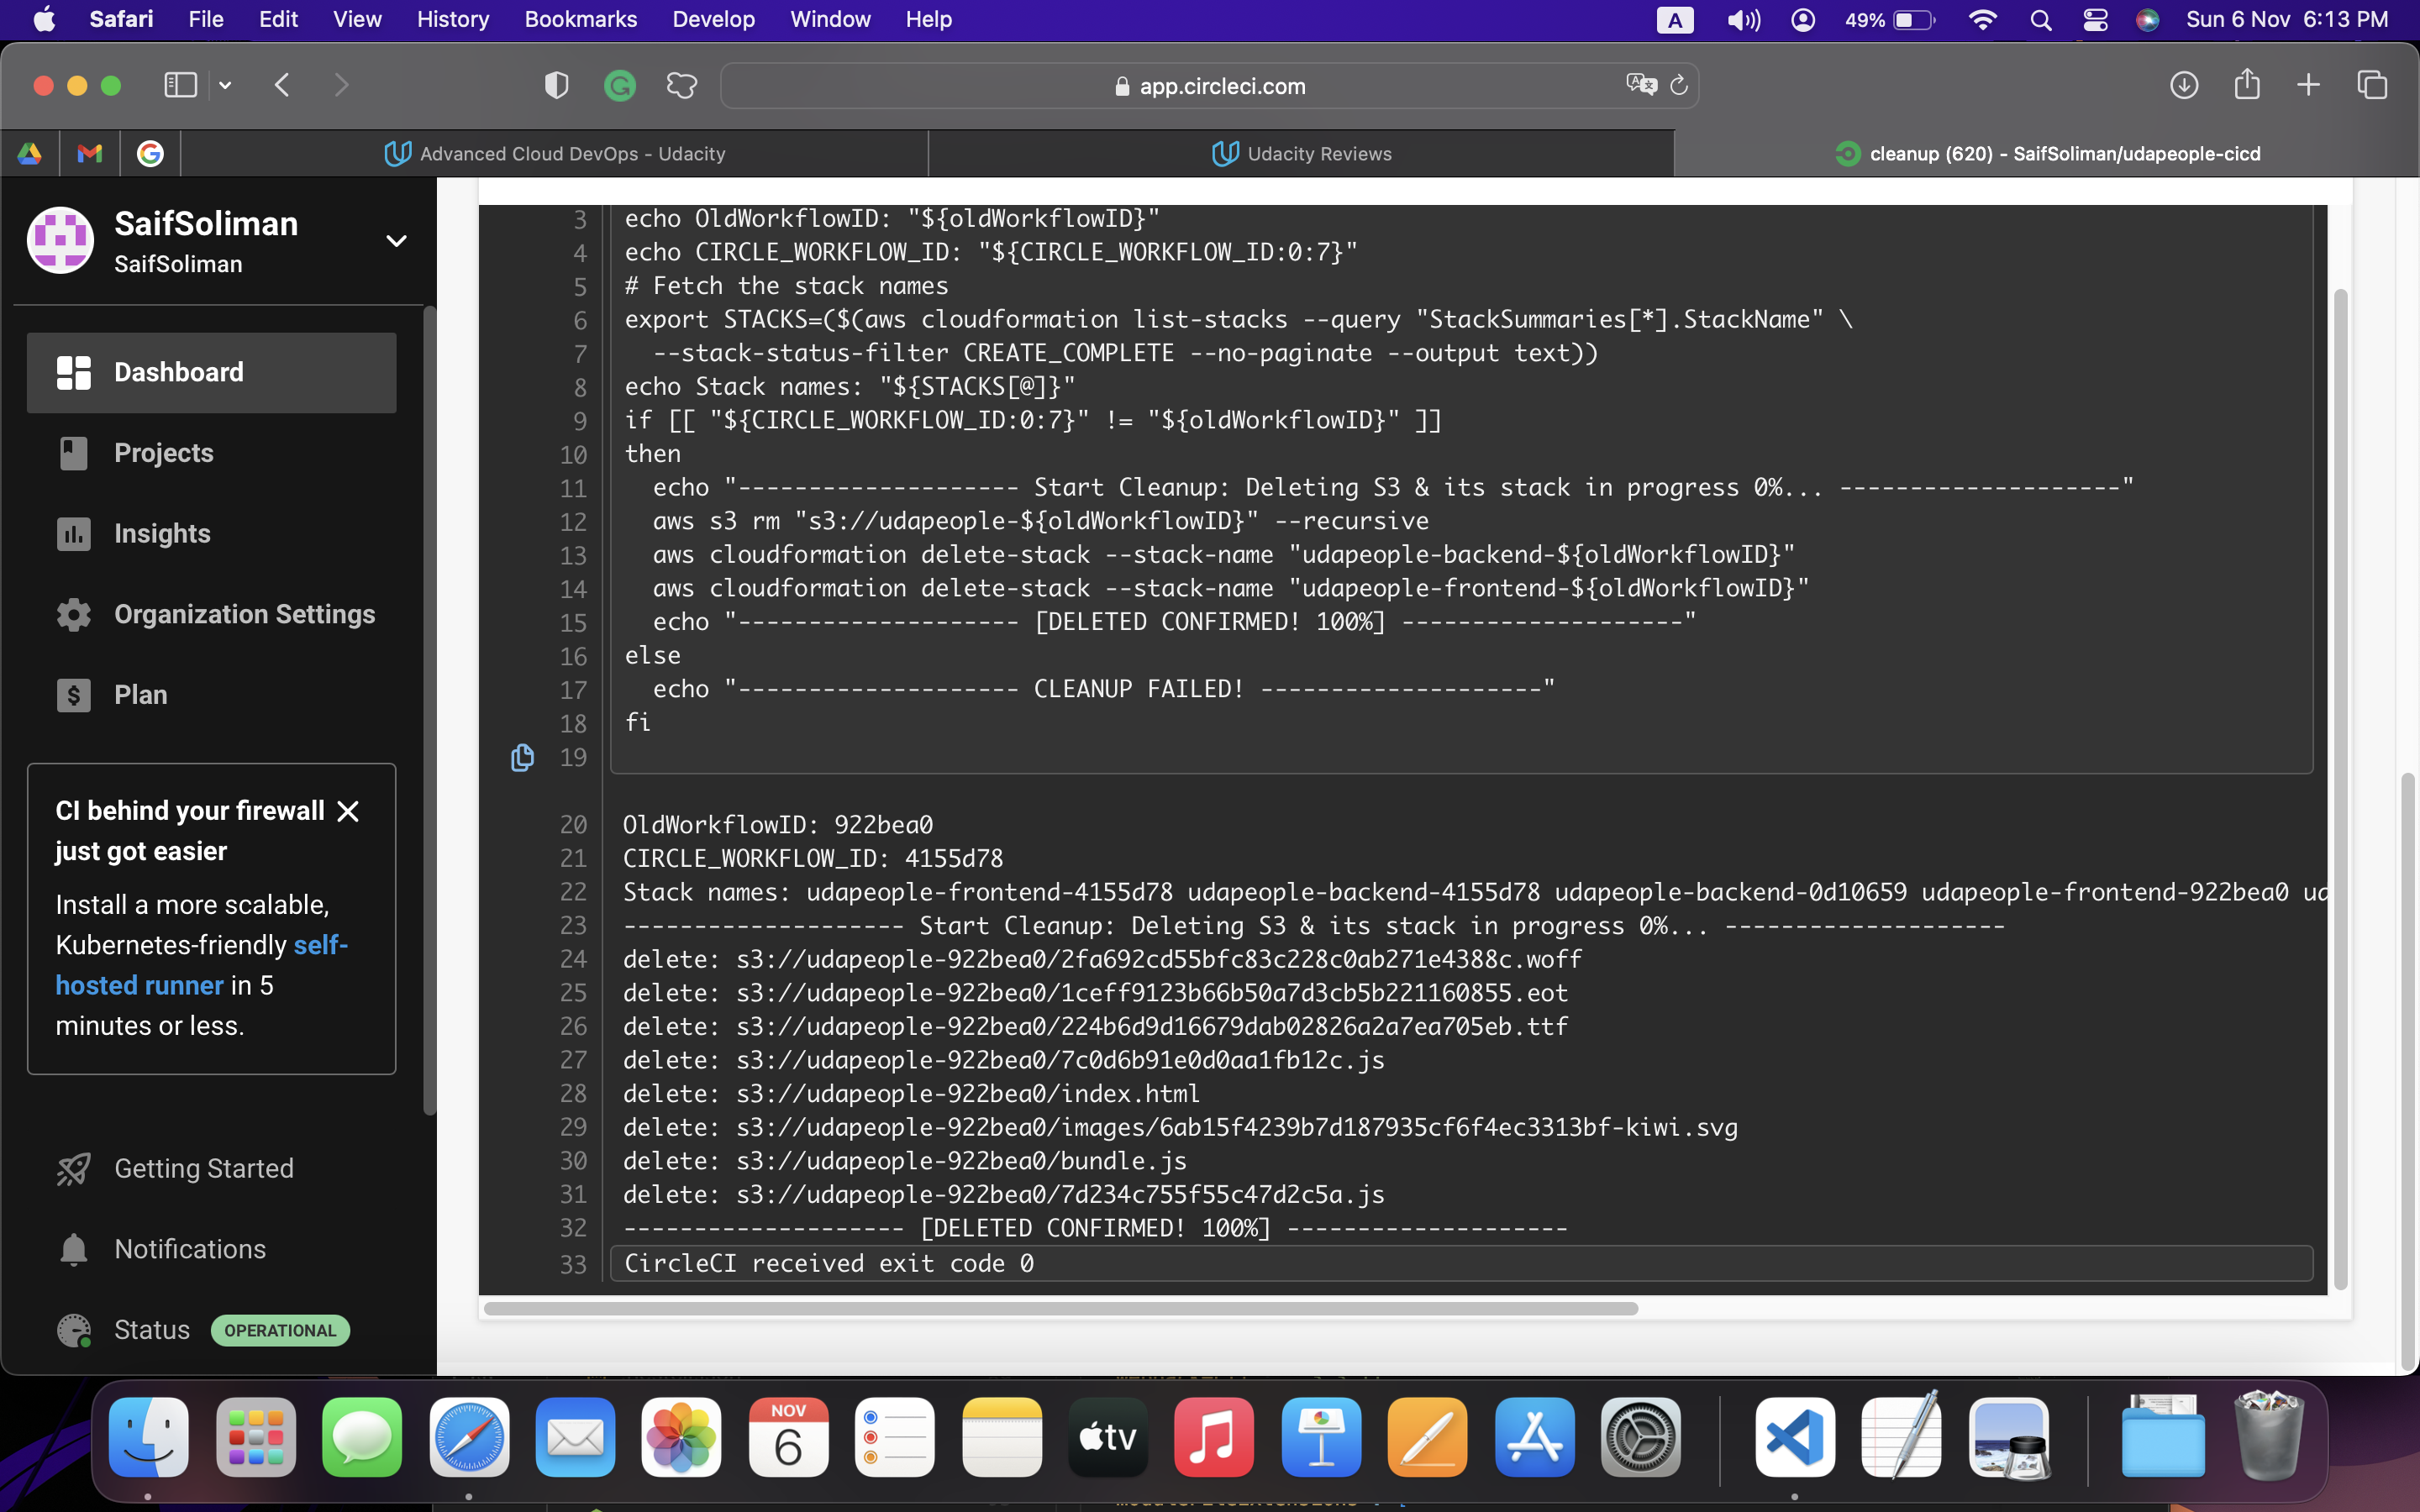 Safari File Edit View History Bookmarks Develop Window Help A 49% Sun 6 Nov 6:13 PM
app.circleci.com
Advanced Cloud DevOps - Udacity
Udacity Reviews
cleanup (620) - SaifSoliman/udapeople-cicd
SaifSoliman
SaifSoliman
Dashboard
Projects
Insights
Organization Settings
Plan
CI behind your firewall
just got easier
Install a more scalable,
Kubernetes-friendly self-
hosted runner in 5
minutes or less.
Getting Started
Notifications
Status OPERATIONAL
3 echo OldWorkflowID: "${oldWorkflowID}"
4 echo CIRCLE_WORKFLOW_ID: "${CIRCLE_WORKFLOW_ID:0:7}"
5 # Fetch the stack names
6 export STACKS=($(aws cloudformation list-stacks --query "StackSummaries[*].StackName" \
7 --stack-status-filter CREATE_COMPLETE --no-paginate --output text))
8 echo Stack names: "${STACKS[@]}"
9 if [[ "${CIRCLE_WORKFLOW_ID:0:7}" != "${oldWorkflowID}" ]]
10 then
11 echo "-------------------- Start Cleanup: Deleting S3 & its stack in progress 0%... --------------------"
12 aws s3 rm "s3://udapeople-${oldWorkflowID}" --recursive
13 aws cloudformation delete-stack --stack-name "udapeople-backend-${oldWorkflowID}"
14 aws cloudformation delete-stack --stack-name "udapeople-frontend-${oldWorkflowID}"
15 echo "-------------------- [DELETED CONFIRMED! 100%] --------------------"
16 else
17 echo "-------------------- CLEANUP FAILED! --------------------"
18 fi
19
20 OldWorkflowID: 922bea0
21 CIRCLE_WORKFLOW_ID: 4155d78
22 Stack names: udapeople-frontend-4155d78 udapeople-backend-4155d78 udapeople-backend-0d10659 udapeople-frontend-922bea0
23 -------------------- Start Cleanup: Deleting S3 & its stack in progress 0%... --------------------
24 delete: s3://udapeople-922bea0/2fa692cd55bfc83c228c0ab271e4388c.woff
25 delete: s3://udapeople-922bea0/1ceff9123b66b50a7d3cb5b221160855.eot
26 delete: s3://udapeople-922bea0/224b6d9d16679dab02826a2a7ea705eb.ttf
27 delete: s3://udapeople-922bea0/7c0d6b91e0d0aa1fb12c.js
28 delete: s3://udapeople-922bea0/index.html
29 delete: s3://udapeople-922bea0/images/6ab15f4239b7d187935cf6f4ec3313bf-kiwi.svg
30 delete: s3://udapeople-922bea0/bundle.js
31 delete: s3://udapeople-922bea0/7d234c755f55c47d2c5a.js
32 -------------------- [DELETED CONFIRMED! 100%] --------------------
33 CircleCI received exit code 0
NOV
6
tv